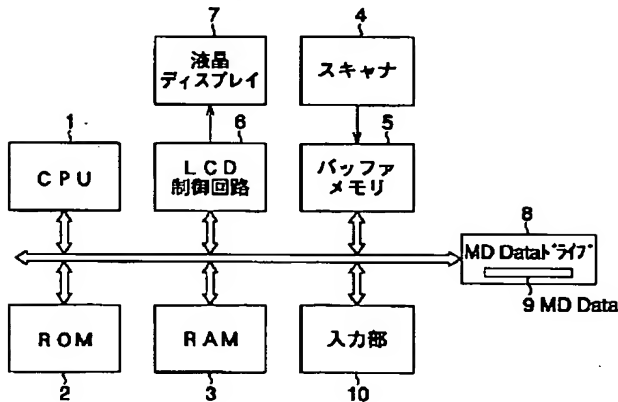 7
液晶
ディスプレイ
4
スキャナ
1
CPU
6
LCD
制御回路
5
バッファ
メモリ
8
MD Dataドライブ
9 MD Data
ROM
2
RAM
3
入力部
10